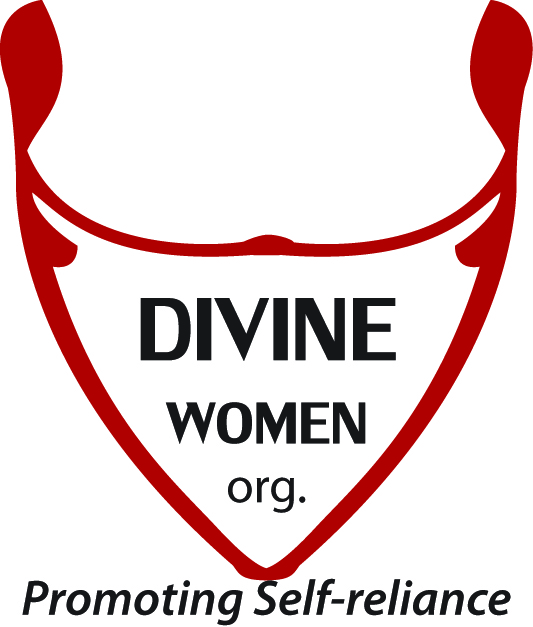 DIVINE
WOMEN
org.
Promoting Self-reliance